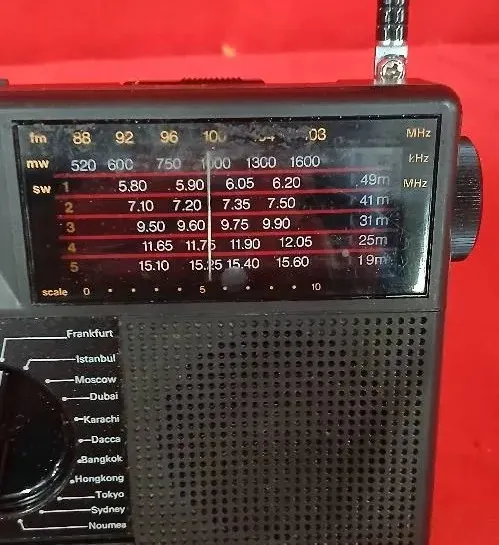 fm 88 92 96 100 104 108 MHz
mw 520 600 750 1000 1300 1600 kHz
sw 1 5.80 5.90 6.05 6.20 49m MHz
2 7.10 7.20 7.35 7.50 41m
3 9.50 9.60 9.75 9.90 31m
4 11.65 11.75 11.90 12.05 25m
5 15.10 15.25 15.40 15.60 19m
scale 0 5 10
Frankfurt
Istanbul
Moscow
Dubai
Karachi
Dacca
Bangkok
Hongkong
Tokyo
Sydney
Noumea